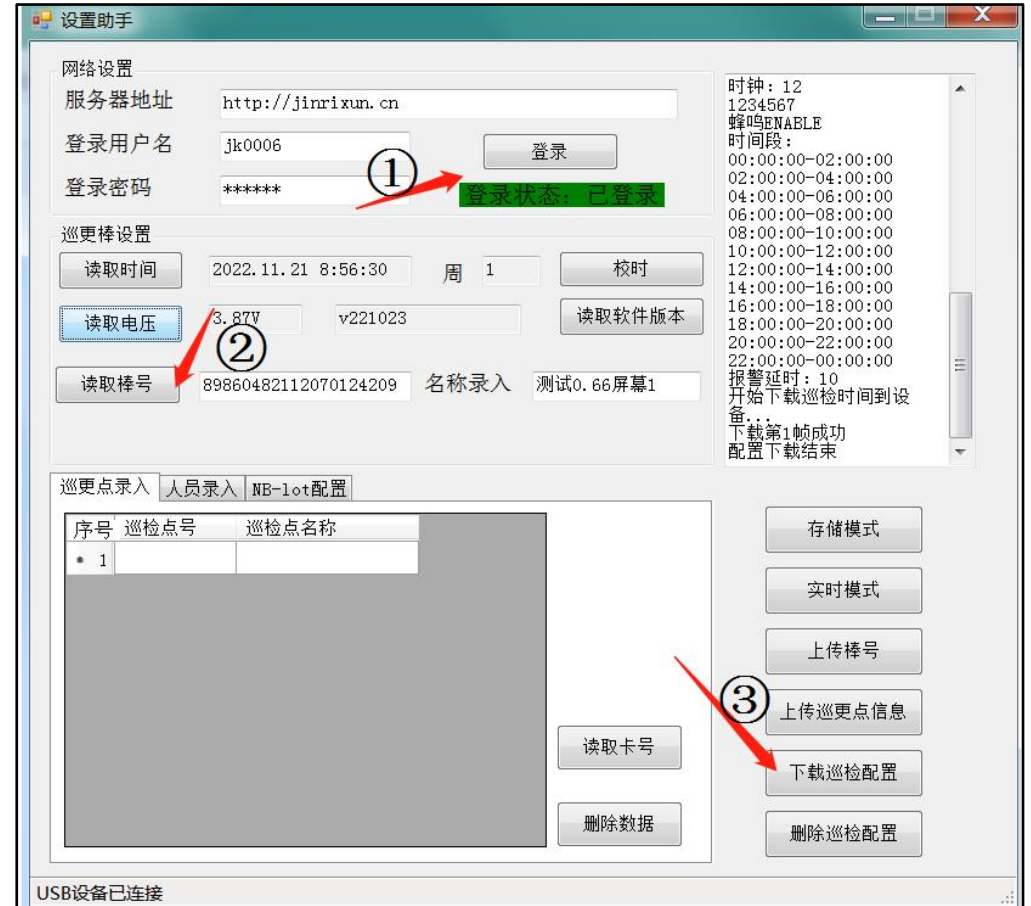 设置助手
网络设置
服务器地址 http://jinrixun.cn
登录用户名 jk0006 登录
登录密码 ****** ① 登录状态: 已登录
巡更棒设置
读取时间 2022.11.21 8:56:30 周 1 校时
读取电压 3.87V v221023 读取软件版本
②
读取棒号 89860482112070124209 名称录入 测试0.66屏幕1
时钟: 12
1234567
蜂鸣ENABLE
时间段:
00:00:00-02:00:00
02:00:00-04:00:00
04:00:00-06:00:00
06:00:00-08:00:00
08:00:00-10:00:00
10:00:00-12:00:00
12:00:00-14:00:00
14:00:00-16:00:00
16:00:00-18:00:00
18:00:00-20:00:00
20:00:00-22:00:00
22:00:00-00:00:00
报警延时: 10
开始下载巡检时间到设
备...
下载第1帧成功
配置下载结束
巡更点录入 人员录入 NB-lot配置
序号 巡检点号 巡检点名称
* 1
读取卡号
删除数据
存储模式
实时模式
上传棒号
③ 上传巡更点信息
下载巡检配置
删除巡检配置
USB设备已连接